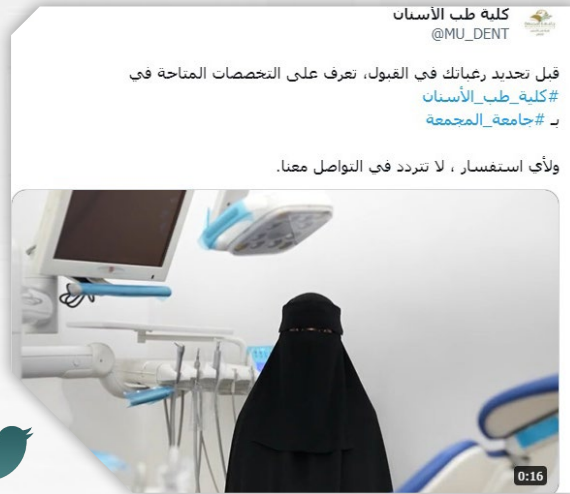 كلية طب الأسنان
@MU_DENT
قبل تحديد رغباتك في القبول، تعرف على التخصصات المتاحة في
#كلية_طب_الأسنان
بـ #جامعة_المجمعة
ولأي استفسار ، لا تتردد في التواصل معنا.
0:16